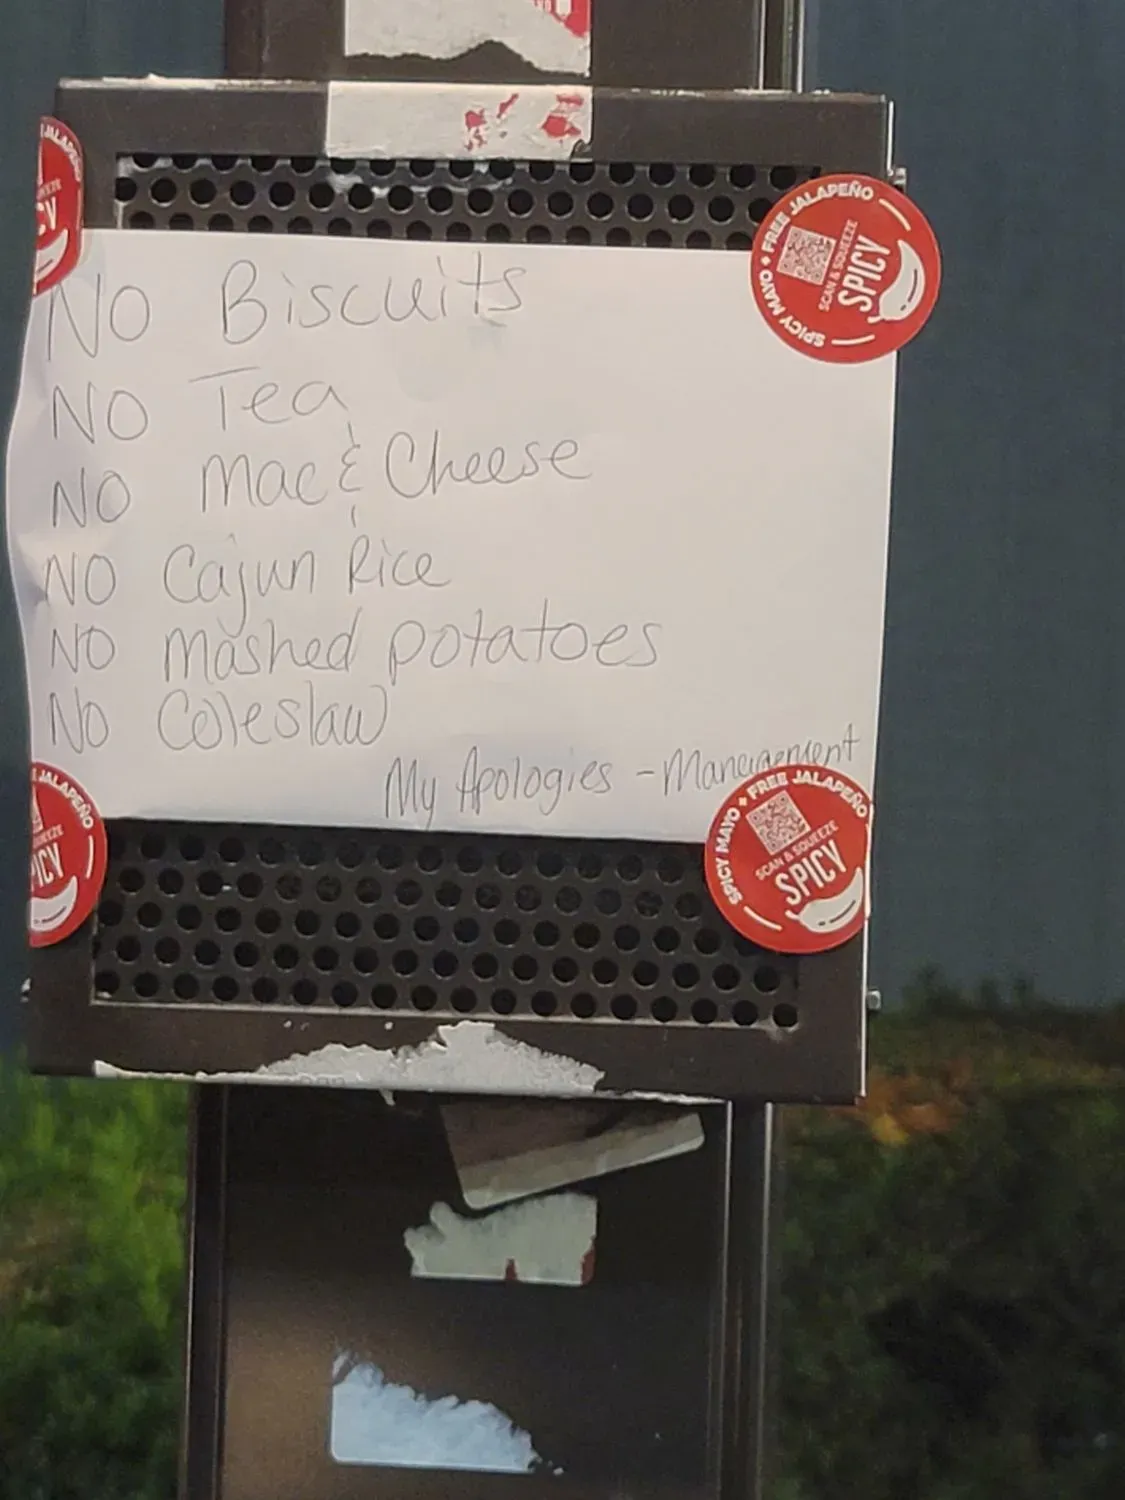 NO Biscuits
NO Tea
NO Mac & Cheese
NO Cajun Rice
NO Mashed potatoes
No Coleslaw
My Apologies - Management
SPICY MAYO • FREE JALAPEÑO
SCAN & SQUEEZE
SPICY
SPICY MAYO • FREE JALAPEÑO
SCAN & SQUEEZE
SPICY